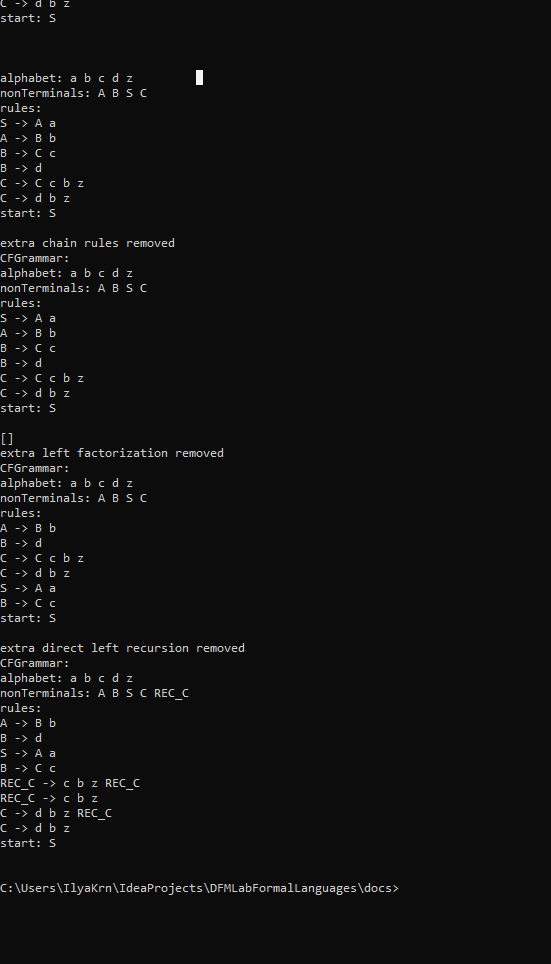 C -> d b z
start: S
alphabet: a b c d z
nonTerminals: A B S C
rules:
S -> A a
A -> B b
B -> C c
B -> d
C -> C c b z
C -> d b z
start: S
extra chain rules removed
CFGrammar:
alphabet: a b c d z
nonTerminals: A B S C
rules:
S -> A a
A -> B b
B -> C c
B -> d
C -> C c b z
C -> d b z
start: S
[]
extra left factorization removed
CFGrammar:
alphabet: a b c d z
nonTerminals: A B S C
rules:
A -> B b
B -> d
C -> C c b z
C -> d b z
S -> A a
B -> C c
start: S
extra direct left recursion removed
CFGrammar:
alphabet: a b c d z
nonTerminals: A B S C REC_C
rules:
A -> B b
B -> d
S -> A a
B -> C c
REC_C -> c b z REC_C
REC_C -> c b z
C -> d b z REC_C
C -> d b z
start: S
C:\Users\IlyaKrn\IdeaProjects\DFMLabFormalLanguages\docs>